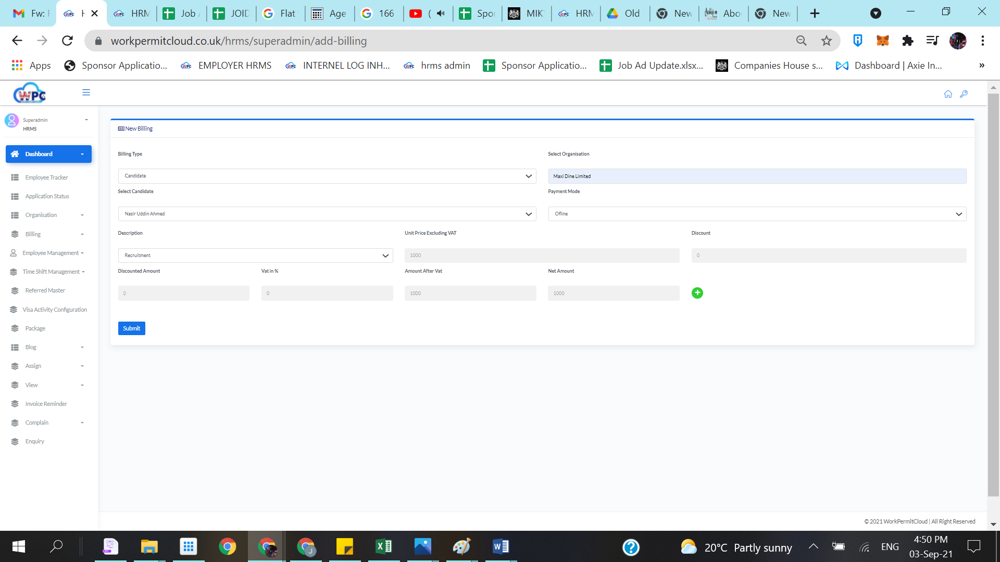 Fw: F
H
HRM
Job A
JOID
Flat
Age
166
(
Spor
MIK
HRM
Old
New
Abo
New
workpermitcloud.co.uk/hrms/superadmin/add-billing
Apps
Sponsor Applicatio...
EMPLOYER HRMS
INTERNEL LOG INH...
hrms admin
Sponsor Applicatio...
Job Ad Update.xlsx...
Companies House s...
Dashboard | Axie In...
»
WPC
Superadmin
HRMS
Dashboard
Employee Tracker
Application Status
Organisation
Billing
Employee Management
Time Shift Management
Referred Master
Visa Activity Configuration
Package
Blog
Assign
View
Invoice Reminder
Complain
Enquiry
New Billing
Billing Type
Select Organisation
Candidate
Maxi Dine Limited
Select Candidate
Payment Mode
Nasir Uddin Ahmed
Ofline
Description
Unit Price Excluding VAT
Discount
Recruitment
1000
0
Discounted Amount
Vat in %
Amount After Vat
Net Amount
0
0
1000
1000
Submit
© 2021 WorkPermitCloud | All Right Reserved
20°C Partly sunny
ENG
4:50 PM
03-Sep-21